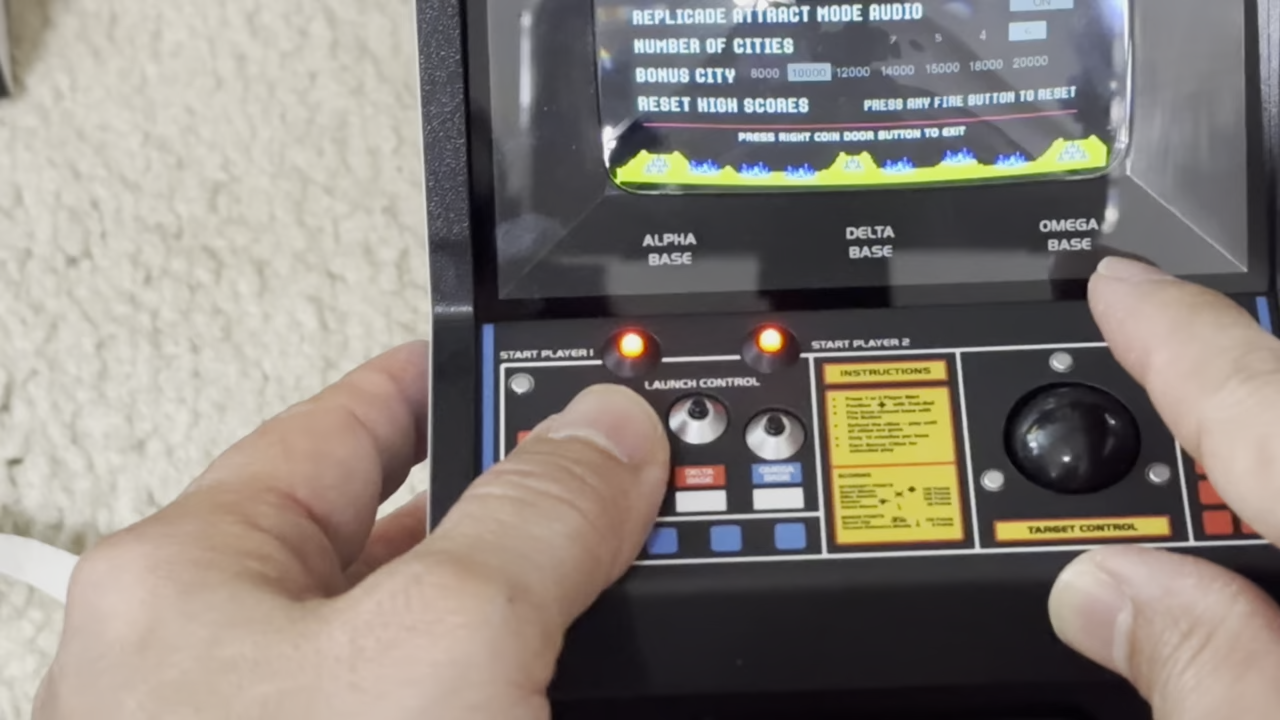 REPLICADE ATTRACT MODE AUDIO ON
NUMBER OF CITIES 7 5 4
BONUS CITY 8000 10000 12000 14000 15000 18000 20000
RESET HIGH SCORES PRESS ANY FIRE BUTTON TO RESET
PRESS RIGHT COIN DOOR BUTTON TO EXIT
ALPHA BASE
DELTA BASE
OMEGA BASE
START PLAYER 1
START PLAYER 2
LAUNCH CONTROL
DELTA BASE
OMEGA BASE
INSTRUCTIONS
TARGET CONTROL